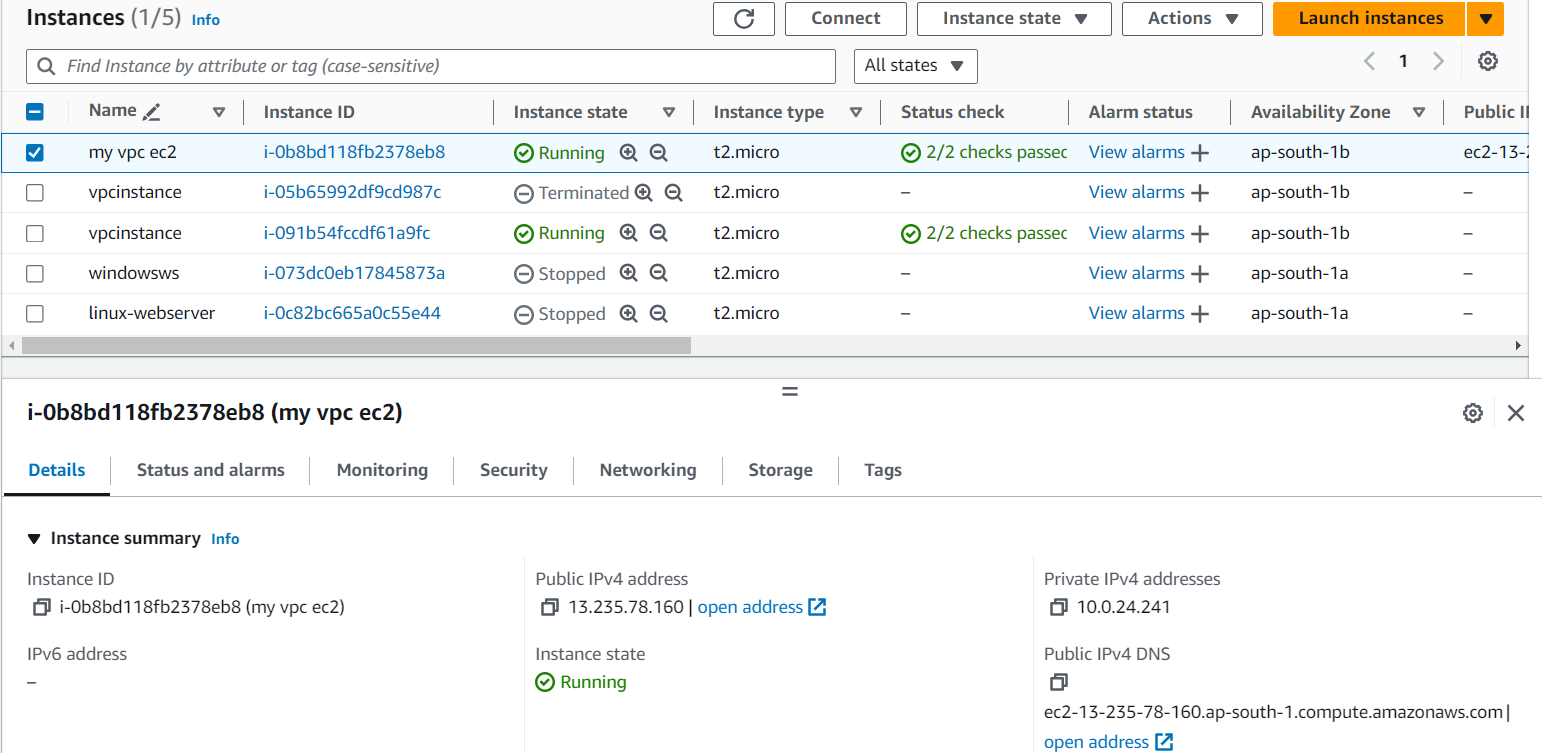 Instances (1/5) Info Connect Instance state Actions Launch instances
Find Instance by attribute or tag (case-sensitive) All states 1
Name Instance ID Instance state Instance type Status check Alarm status Availability Zone Public
my vpc ec2 i-0b8bd118fb2378eb8 Running t2.micro 2/2 checks passed View alarms + ap-south-1b ec2-13-2
vpcinstance i-05b65992df9cd987c Terminated t2.micro – View alarms + ap-south-1b –
vpcinstance i-091b54fccdf61a9fc Running t2.micro 2/2 checks passed View alarms + ap-south-1b –
windowsws i-073dc0eb17845873a Stopped t2.micro – View alarms + ap-south-1a –
linux-webserver i-0c82bc665a0c55e44 Stopped t2.micro – View alarms + ap-south-1a –
i-0b8bd118fb2378eb8 (my vpc ec2)
Details Status and alarms Monitoring Security Networking Storage Tags
Instance summary Info
Instance ID Public IPv4 address Private IPv4 addresses
i-0b8bd118fb2378eb8 (my vpc ec2) 13.235.78.160 | open address 10.0.24.241
IPv6 address Instance state Public IPv4 DNS
– Running
ec2-13-235-78-160.ap-south-1.compute.amazonaws.com |
open address